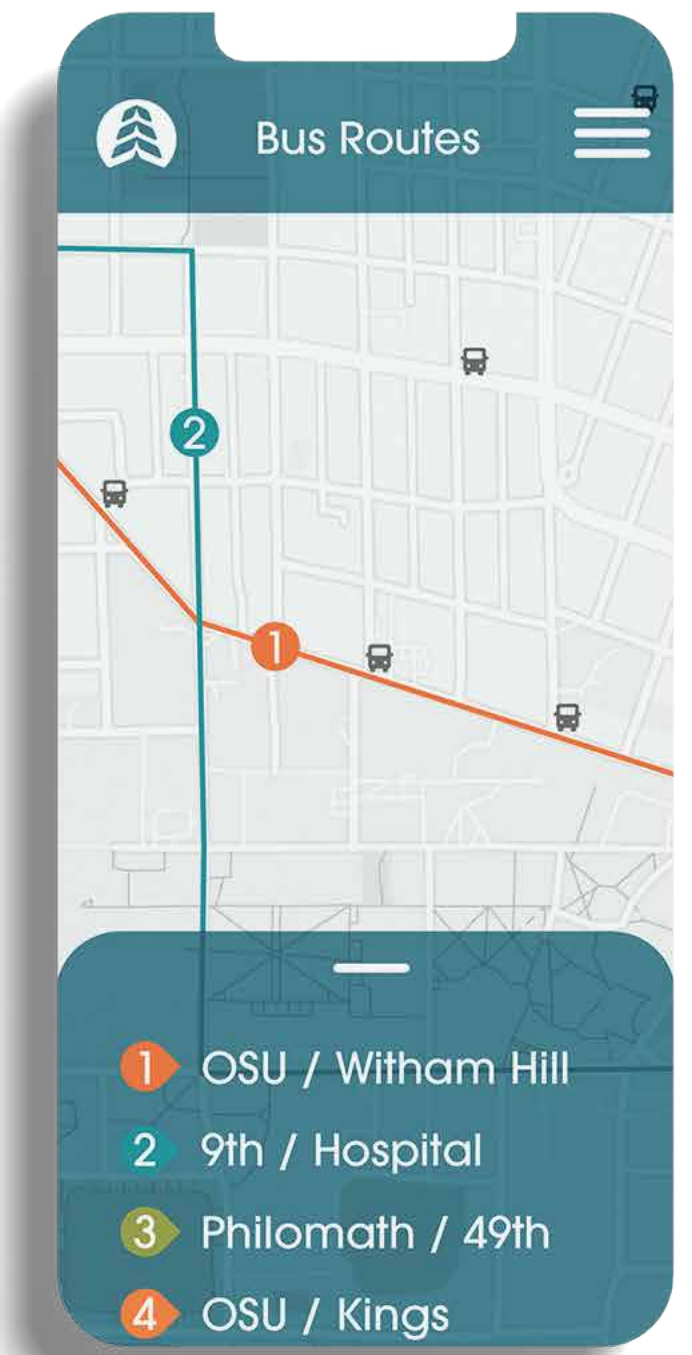 Bus Routes
2
1
1 OSU / Witham Hill
2 9th / Hospital
3 Philomath / 49th
4 OSU / Kings